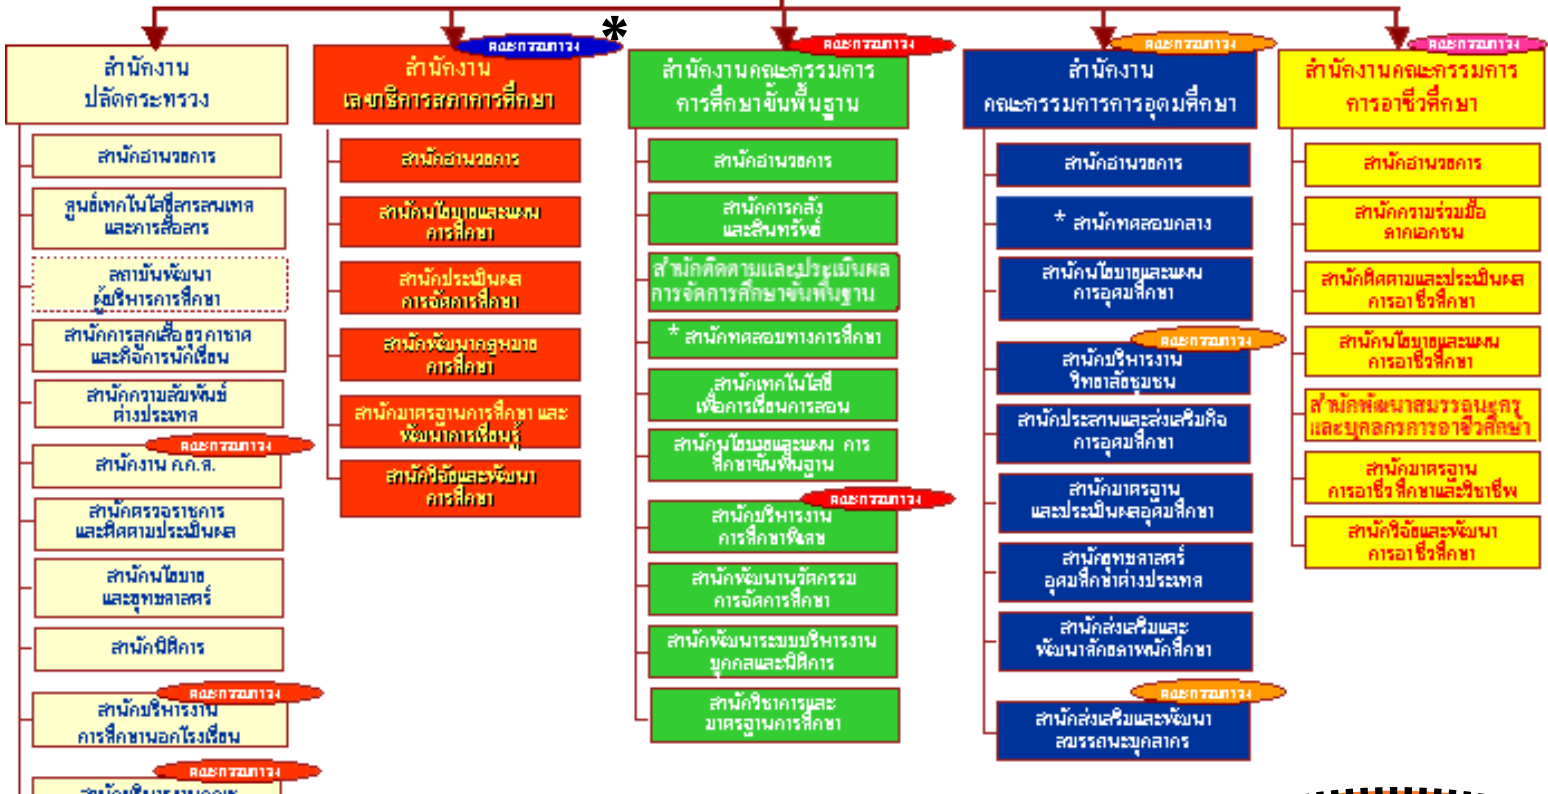 *
คณะกรรมการ
คณะกรรมการ
คณะกรรมการ
คณะกรรมการ
สำนักงาน
ปลัดกระทรวง
สำนักอำนวยการ
ศูนย์เทคโนโลยีสารสนเทศ
และการสื่อสาร
สถาบันพัฒนา
ผู้บริหารการศึกษา
สำนักการลูกเสือ ยุวกาชาด
และกิจการนักเรียน
สำนักความสัมพันธ์
ต่างประเทศ
คณะกรรมการ
สำนักงาน ก.ค.ศ.
สำนักตรวจราชการ
และติดตามประเมินผล
สำนักนโยบาย
และยุทธศาสตร์
สำนักนิติการ
คณะกรรมการ
สำนักบริหารงาน
การศึกษานอกโรงเรียน
คณะกรรมการ
สำนักงาน
เลขาธิการสภาการศึกษา
สำนักอำนวยการ
สำนักนโยบายและแผน
การศึกษา
สำนักประเมินผล
การจัดการศึกษา
สำนักพัฒนากฎหมาย
การศึกษา
สำนักมาตรฐานการศึกษา และ
พัฒนาการเรียนรู้
สำนักวิจัยและพัฒนา
การศึกษา
สำนักงานคณะกรรมการ
การศึกษาขั้นพื้นฐาน
สำนักอำนวยการ
สำนักการคลัง
และสินทรัพย์
สำนักติดตามและประเมินผล
การจัดการศึกษาขั้นพื้นฐาน
* สำนักทดสอบทางการศึกษา
สำนักเทคโนโลยี
เพื่อการเรียนการสอน
สำนักนโยบายและแผน การ
ศึกษาขั้นพื้นฐาน
คณะกรรมการ
สำนักบริหารงาน
การศึกษาพิเศษ
สำนักพัฒนานวัตกรรม
การจัดการศึกษา
สำนักพัฒนาระบบบริหารงาน
บุคคลและนิติการ
สำนักวิชาการและ
มาตรฐานการศึกษา
สำนักงาน
คณะกรรมการการอุดมศึกษา
สำนักอำนวยการ
* สำนักทดสอบกลาง
สำนักนโยบายและแผน
การอุดมศึกษา
คณะกรรมการ
สำนักบริหารงาน
วิทยาลัยชุมชน
สำนักประสานและส่งเสริมกิจ
การอุดมศึกษา
สำนักมาตรฐาน
และประเมินผลอุดมศึกษา
สำนักยุทธศาสตร์
อุดมศึกษาต่างประเทศ
สำนักส่งเสริมและ
พัฒนาศักยภาพนักศึกษา
คณะกรรมการ
สำนักส่งเสริมและพัฒนา
สมรรถนะบุคลากร
สำนักงานคณะกรรมการ
การอาชีวศึกษา
สำนักอำนวยการ
สำนักความร่วมมือ
ภาคเอกชน
สำนักติดตามและประเมินผล
การอาชีวศึกษา
สำนักนโยบายและแผน
การอาชีวศึกษา
สำนักพัฒนาสมรรถนะครู
และบุคลากรการอาชีวศึกษา
สำนักมาตรฐาน
การอาชีวศึกษาและวิชาชีพ
สำนักวิจัยและพัฒนา
การอาชีวศึกษา